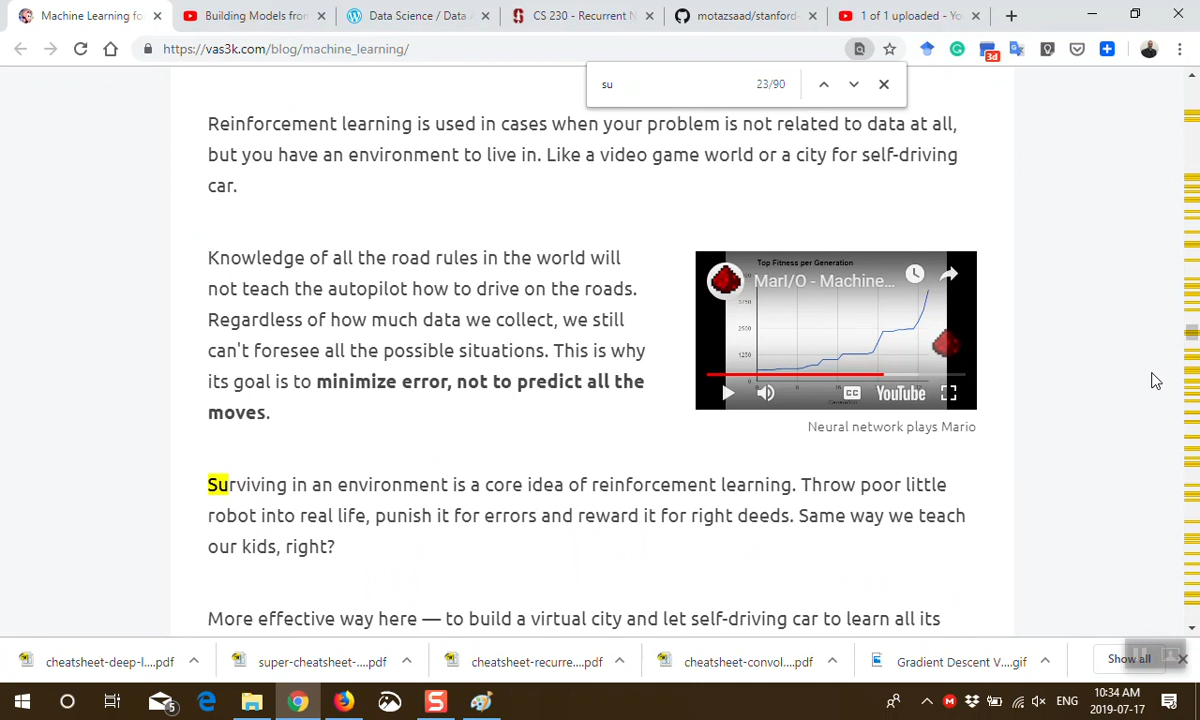 Machine Learning fo
Building Models fron
Data Science / Data
CS 230 - Recurrent N
motazsaad/stanford-
1 of 1 uploaded - Yo
https://vas3k.com/blog/machine_learning/
3d
su
23/90
Reinforcement learning is used in cases when your problem is not related to data at all,
but you have an environment to live in. Like a video game world or a city for self-driving
car.
Knowledge of all the road rules in the world will
not teach the autopilot how to drive on the roads.
Regardless of how much data we collect, we still
can't foresee all the possible situations. This is why
its goal is to minimize error, not to predict all the
moves.
Top Fitness per Generation
MarI/O - Machine...
3750
2500
1250
0
CC
YouTube
Neural network plays Mario
Surviving in an environment is a core idea of reinforcement learning. Throw poor little
robot into real life, punish it for errors and reward it for right deeds. Same way we teach
our kids, right?
More effective way here — to build a virtual city and let self-driving car to learn all its
cheatsheet-deep-l....pdf
super-cheatsheet-....pdf
cheatsheet-recurre....pdf
cheatsheet-convol....pdf
Gradient Descent V....gif
Show all
5
ENG
10:34 AM
2019-07-17